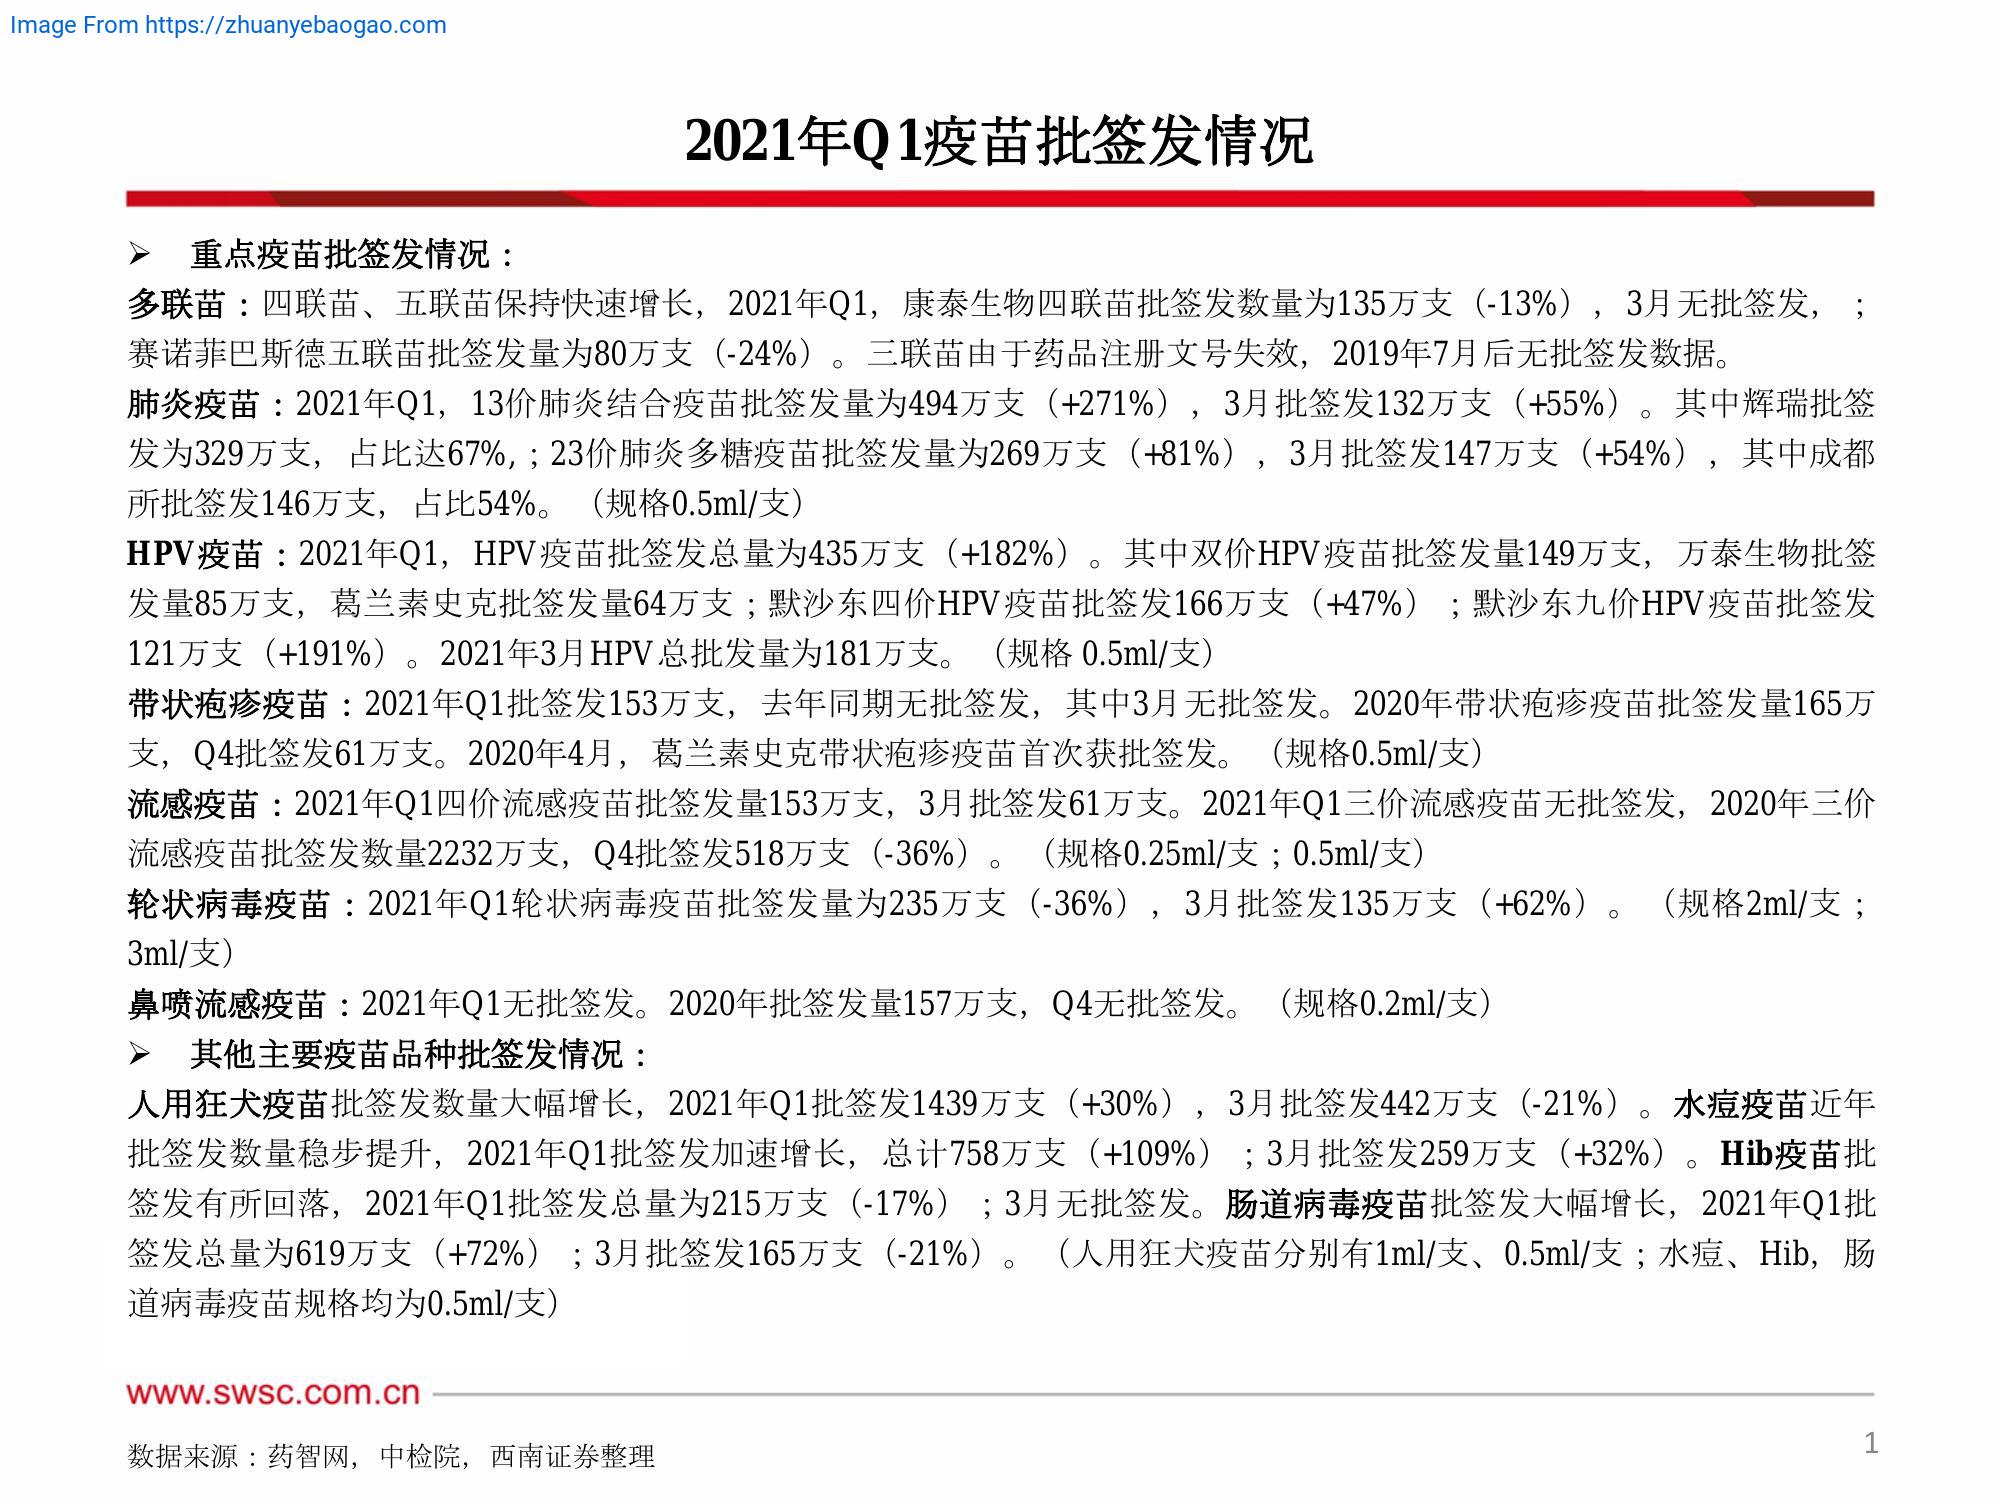 Image From https://zhuanyebaogao.com
2021年Q1疫苗批签发情况
➢ 重点疫苗批签发情况：
多联苗：四联苗、五联苗保持快速增长，2021年Q1，康泰生物四联苗批签发数量为135万支（-13%），3月无批签发，；
赛诺菲巴斯德五联苗批签发量为80万支（-24%）。三联苗由于药品注册文号失效，2019年7月后无批签发数据。
肺炎疫苗：2021年Q1，13价肺炎结合疫苗批签发量为494万支（+271%），3月批签发132万支（+55%）。其中辉瑞批签
发为329万支，占比达67%,；23价肺炎多糖疫苗批签发量为269万支（+81%），3月批签发147万支（+54%），其中成都
所批签发146万支，占比54%。（规格0.5ml/支）
HPV疫苗：2021年Q1，HPV疫苗批签发总量为435万支（+182%）。其中双价HPV疫苗批签发量149万支，万泰生物批签
发量85万支，葛兰素史克批签发量64万支；默沙东四价HPV疫苗批签发166万支（+47%）；默沙东九价HPV疫苗批签发
121万支（+191%）。2021年3月HPV总批发量为181万支。（规格 0.5ml/支）
带状疱疹疫苗：2021年Q1批签发153万支，去年同期无批签发，其中3月无批签发。2020年带状疱疹疫苗批签发量165万
支，Q4批签发61万支。2020年4月，葛兰素史克带状疱疹疫苗首次获批签发。（规格0.5ml/支）
流感疫苗：2021年Q1四价流感疫苗批签发量153万支，3月批签发61万支。2021年Q1三价流感疫苗无批签发，2020年三价
流感疫苗批签发数量2232万支，Q4批签发518万支（-36%）。（规格0.25ml/支；0.5ml/支）
轮状病毒疫苗：2021年Q1轮状病毒疫苗批签发量为235万支（-36%），3月批签发135万支（+62%）。（规格2ml/支；
3ml/支）
鼻喷流感疫苗：2021年Q1无批签发。2020年批签发量157万支，Q4无批签发。（规格0.2ml/支）
➢ 其他主要疫苗品种批签发情况：
人用狂犬疫苗批签发数量大幅增长，2021年Q1批签发1439万支（+30%），3月批签发442万支（-21%）。水痘疫苗近年
批签发数量稳步提升，2021年Q1批签发加速增长，总计758万支（+109%）；3月批签发259万支（+32%）。Hib疫苗批
签发有所回落，2021年Q1批签发总量为215万支（-17%）；3月无批签发。肠道病毒疫苗批签发大幅增长，2021年Q1批
签发总量为619万支（+72%）；3月批签发165万支（-21%）。（人用狂犬疫苗分别有1ml/支、0.5ml/支；水痘、Hib，肠
道病毒疫苗规格均为0.5ml/支）
www.swsc.com.cn
数据来源：药智网，中检院，西南证券整理
1